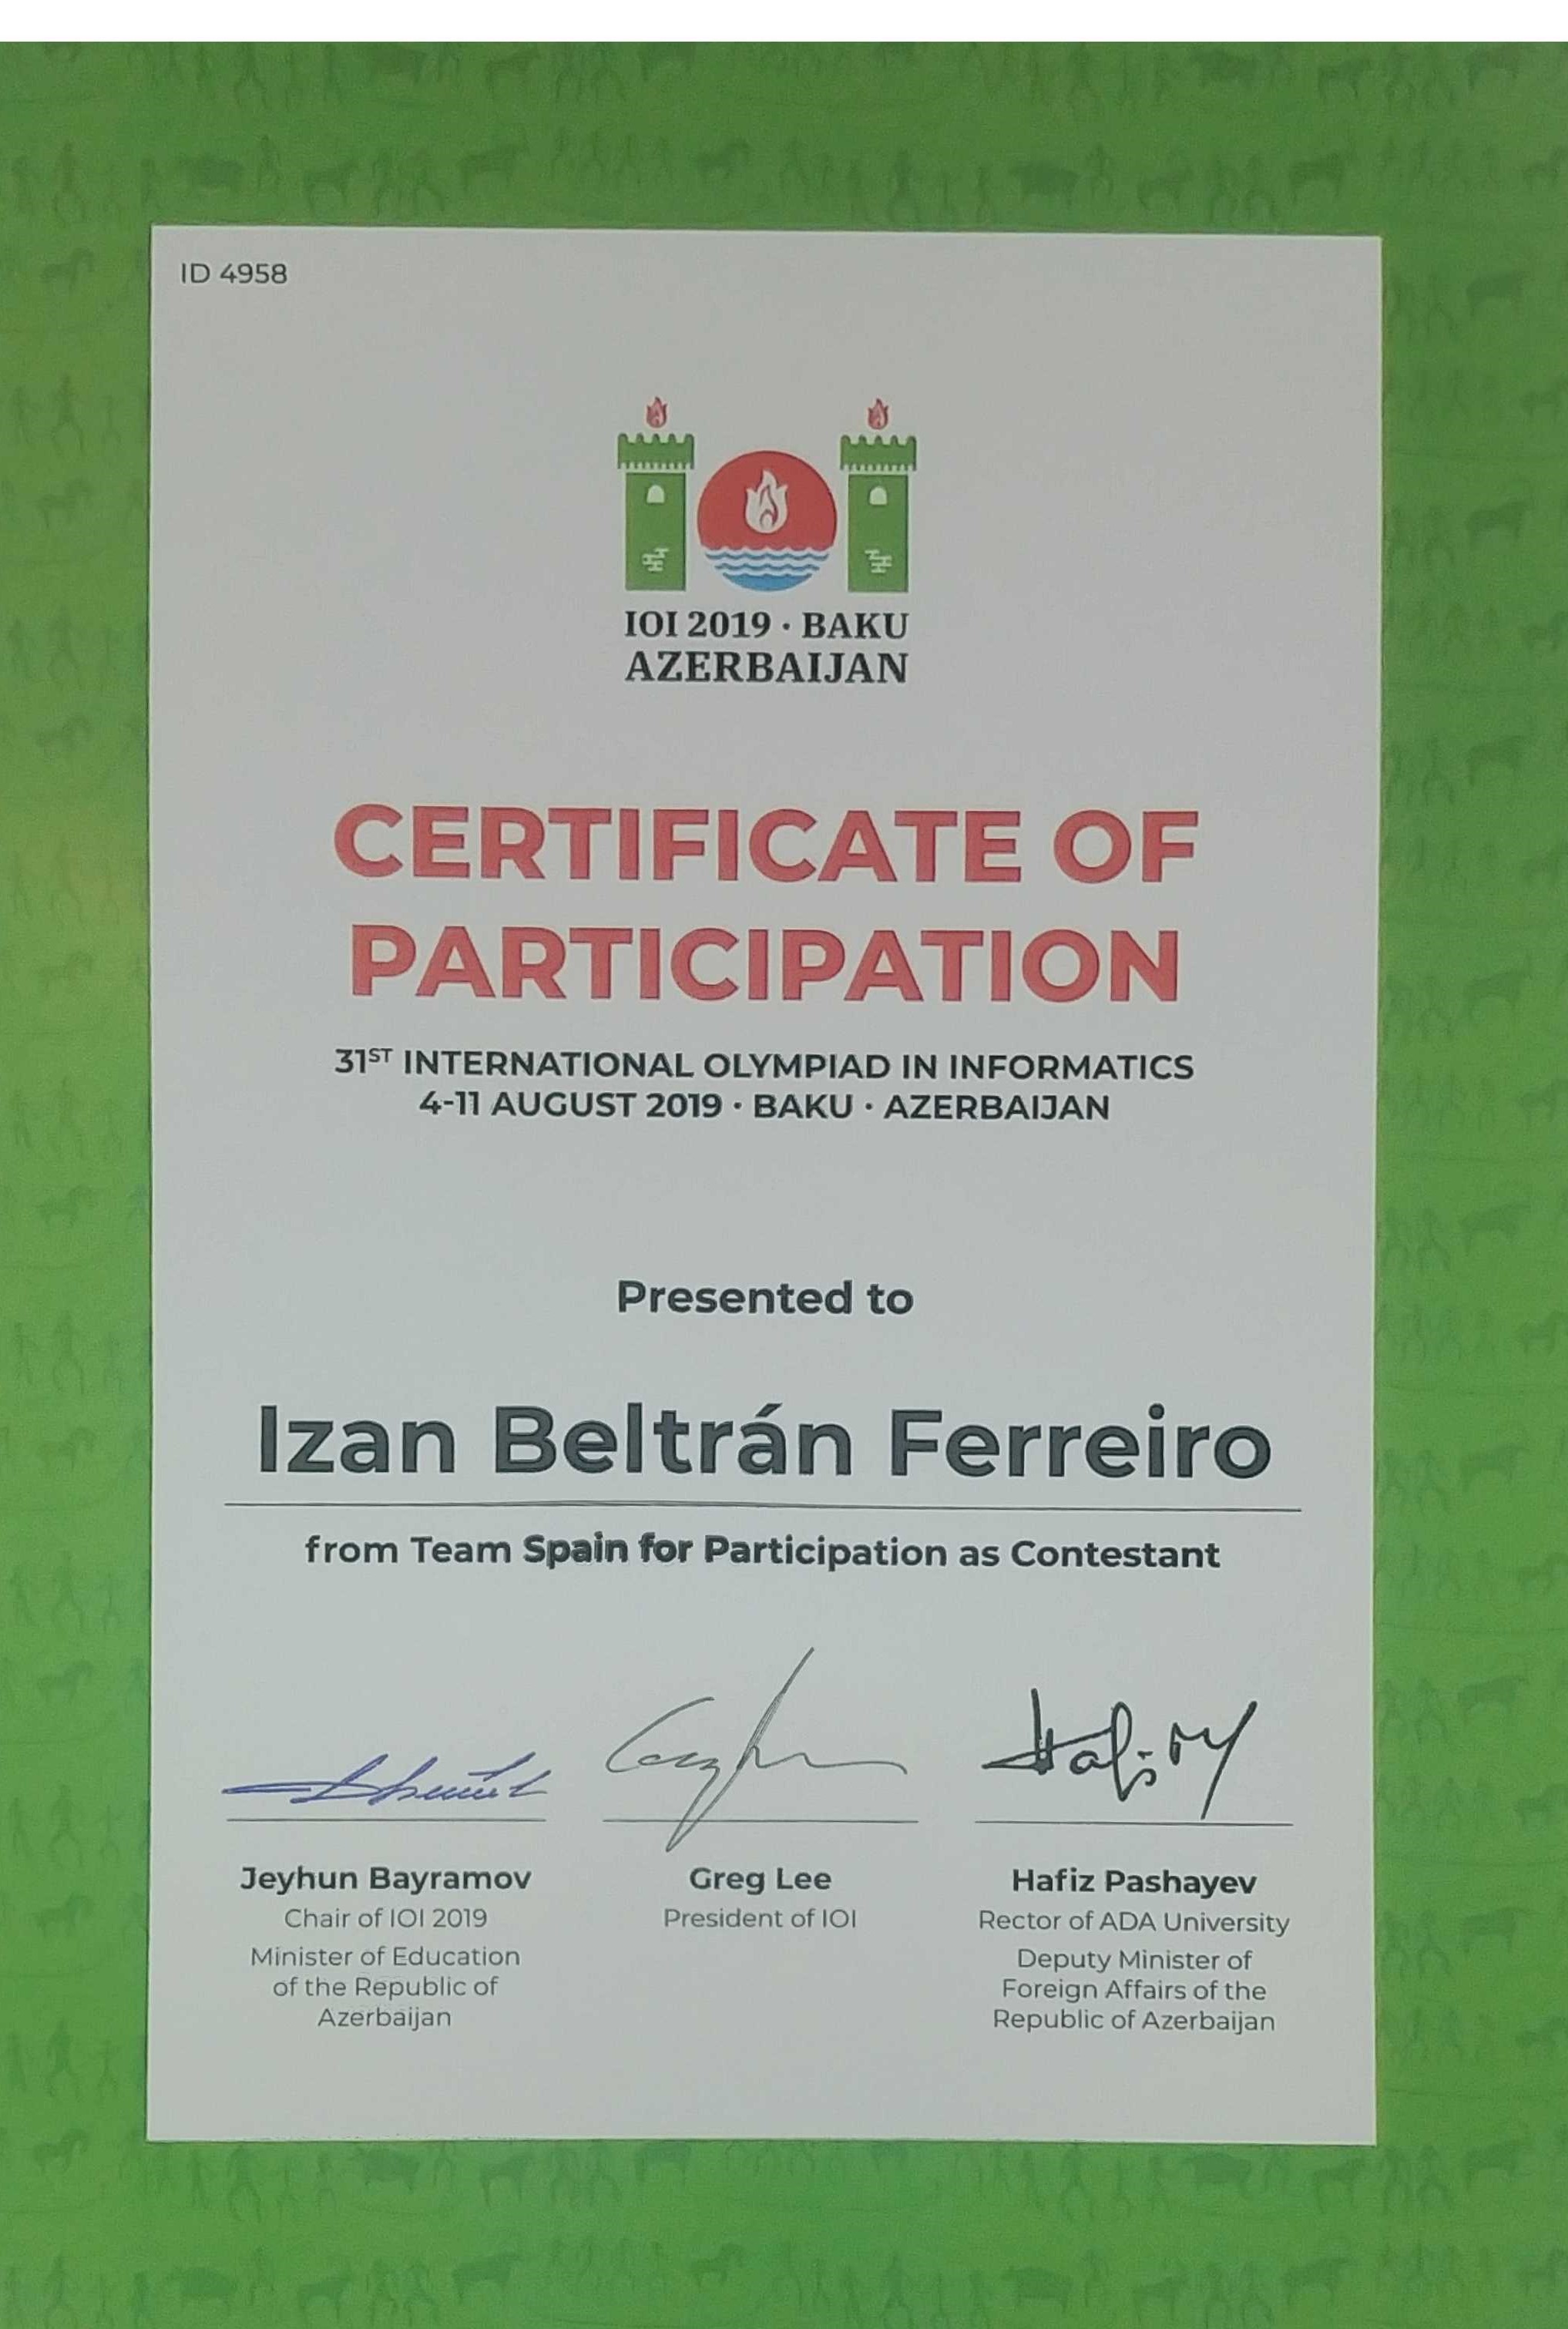 ID 4958
IOI 2019 · BAKU
AZERBAIJAN
CERTIFICATE OF
PARTICIPATION
31ST INTERNATIONAL OLYMPIAD IN INFORMATICS
4-11 AUGUST 2019 · BAKU · AZERBAIJAN
Presented to
Izan Beltrán Ferreiro
from Team Spain for Participation as Contestant
Jeyhun Bayramov
Chair of IOI 2019
Minister of Education
of the Republic of
Azerbaijan
Greg Lee
President of IOI
Hafiz Pashayev
Rector of ADA University
Deputy Minister of
Foreign Affairs of the
Republic of Azerbaijan